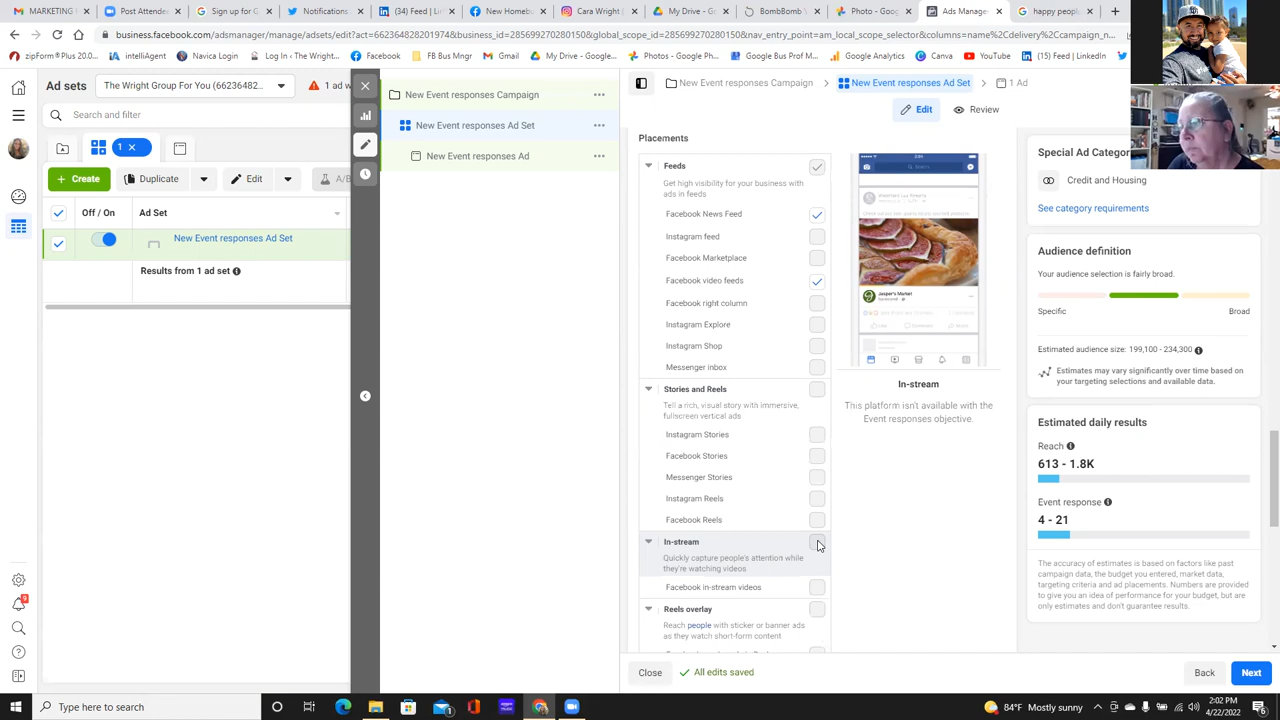 MARKETING
Ad Se
Signup for G
Notifications
(34) Feed | L
New Homeb
Cara Wright (
My Drive - G
BombBomb
Photo - Goo
Ads Manage
happy peopl
business.facebook.com/adsmanager/manage/adsets/edit?act=662364828201974&business_id=285699280280150&global_scope_id=285699270280150&nav_entry_point=am_local_scope_selector&columns=name%2Cdelivery%2Ccampaign_n...
zipForm®Plus 20.0...
intelliAgent
Navica Login
Imgur: The magic o...
Facebook
My Drive - Google...
Photos - Google Ph...
Google Bus Prof M...
Google Analytics
Canva
YouTube
(15) Feed | LinkedIn
Ad sets
The Wright Group For You (66236482...
Search and filter
1
Create
Dupli
Edit
A/B
Off / On
Ad Set
New Event responses Ad Set
Results from 1 ad set
New Event responses Campaign
New Event responses Ad Set
New Event responses Ad
New Event responses Campaign
New Event responses Ad Set
1 Ad
Edit
Review
Placements
Feeds
Get high visibility for your business with
ads in feeds
Facebook News Feed
Instagram feed
Facebook Marketplace
Facebook video feeds
Facebook right column
Instagram Explore
Instagram Shop
Messenger inbox
Stories and Reels
Tell a rich, visual story with immersive,
fullscreen vertical ads
Instagram Stories
Facebook Stories
Messenger Stories
Instagram Reels
Facebook Reels
In-stream
Quickly capture people's attention while
they're watching videos
Facebook in-stream videos
Reels overlay
Reach people with sticker or banner ads
as they watch short-form content
Search
Jasper's Market
In-stream
This platform isn't available with the
Event responses objective.
Special Ad Categor
Credit and Housing
See category requirements
Audience definition
Your audience selection is fairly broad.
Specific
Broad
Estimated audience size: 199,100 - 234,300
Estimates may vary significantly over time based on
your targeting selections and available data.
Estimated daily results
Reach
613 - 1.8K
Event response
4 - 21
The accuracy of estimates is based on factors like past
campaign data, the budget you entered, market data,
targeting criteria and ad placements. Numbers are provided
to give you an idea of performance for your budget, but are
only estimates and don't guarantee results.
Close
All edits saved
Back
Next
Type here to search
84°F Mostly sunny
2:02 PM
4/22/2022